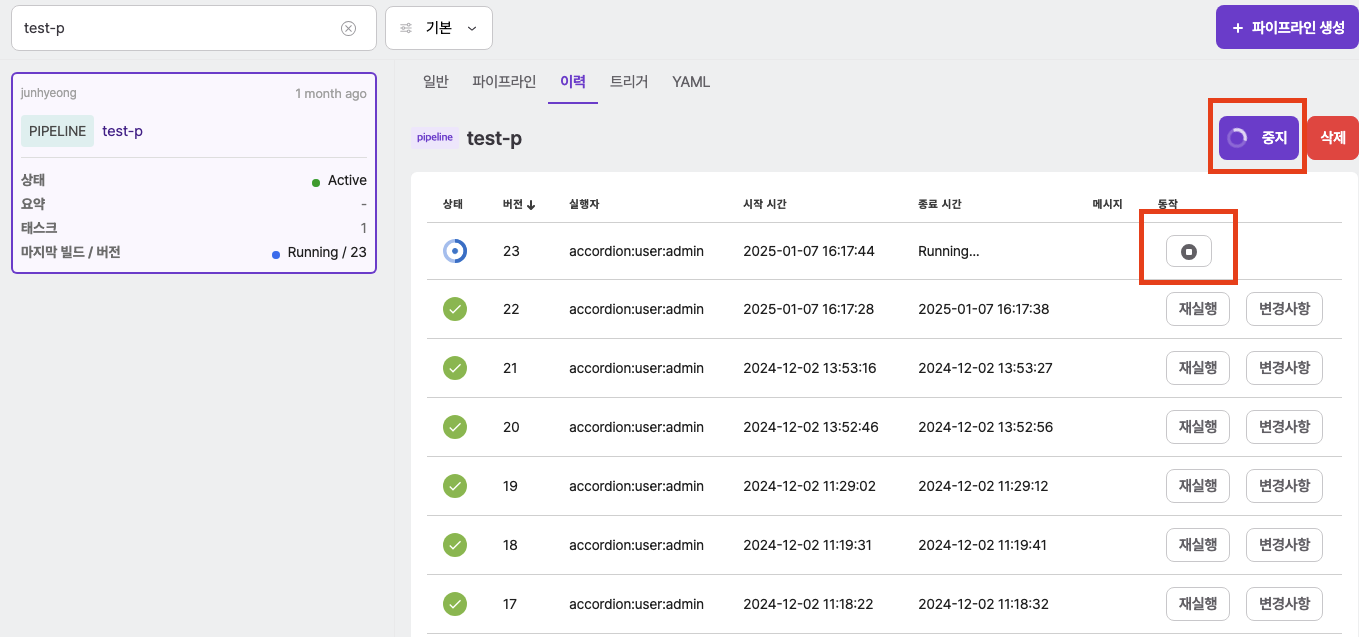 test-p
기본
+ 파이프라인 생성
junhyeong
1 month ago
PIPELINE test-p
상태 Active
요약 -
태스크 1
마지막 빌드 / 버전 Running / 23
일반 파이프라인 이력 트리거 YAML
pipeline test-p
중지 삭제
상태 버전 ↓ 실행자 시작 시간 종료 시간 메시지 동작
23 accordion:user:admin 2025-01-07 16:17:44 Running...
22 accordion:user:admin 2025-01-07 16:17:28 2025-01-07 16:17:38 재실행 변경사항
21 accordion:user:admin 2024-12-02 13:53:16 2024-12-02 13:53:27 재실행 변경사항
20 accordion:user:admin 2024-12-02 13:52:46 2024-12-02 13:52:56 재실행 변경사항
19 accordion:user:admin 2024-12-02 11:29:02 2024-12-02 11:29:12 재실행 변경사항
18 accordion:user:admin 2024-12-02 11:19:31 2024-12-02 11:19:41 재실행 변경사항
17 accordion:user:admin 2024-12-02 11:18:22 2024-12-02 11:18:32 재실행 변경사항